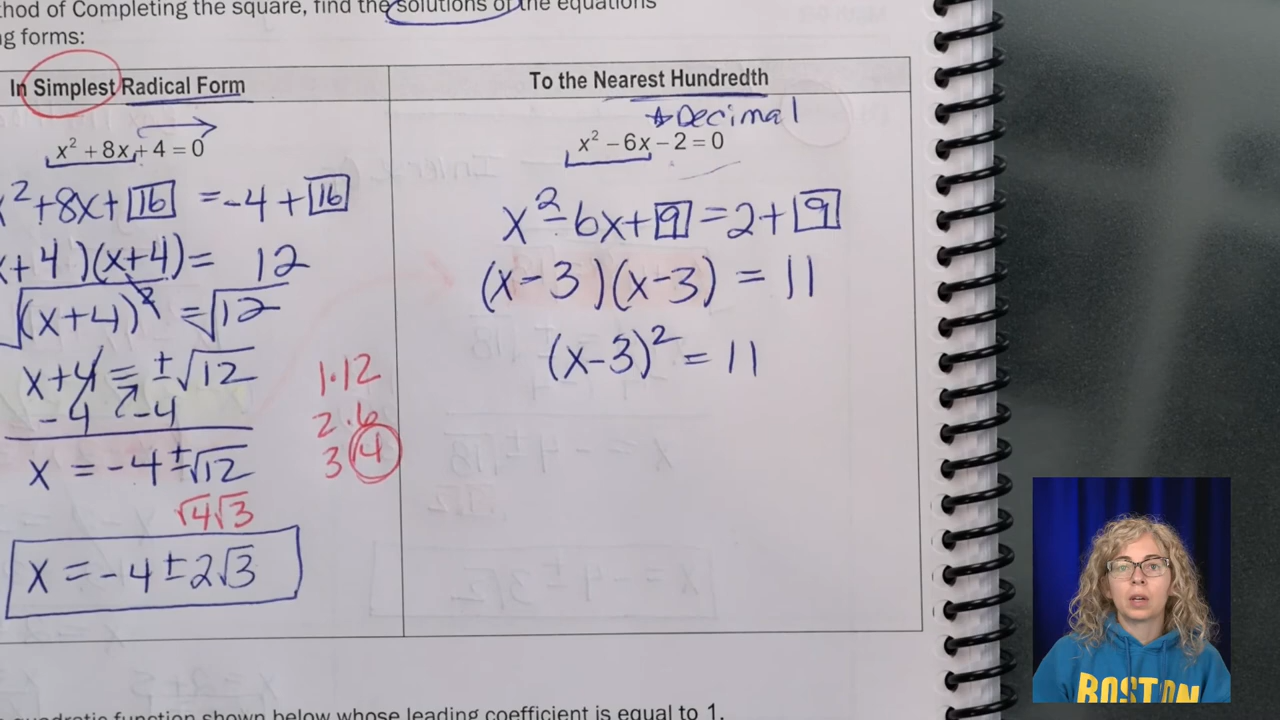 thod of Completing the square, find the solutions of the equations
ng forms:
In Simplest Radical Form
x² + 8x + 4 = 0
x² + 8x + 16 = -4 + 16
x + 4 )(x+4) = 12
√(x+4)² = √12
x + 4 = ± √12
- 4 - 4
x = -4 ± √12
√4√3
x = -4 ± 2√3
1·12
2·6
3 4
To the Nearest Hundredth
Decimal
x² − 6x − 2 = 0
x² - 6x + 9 = 2 + 9
(x - 3 )(x - 3) = 11
(x - 3)² = 11
quadratic function shown below whose leading coefficient is equal to 1.
BOSTON